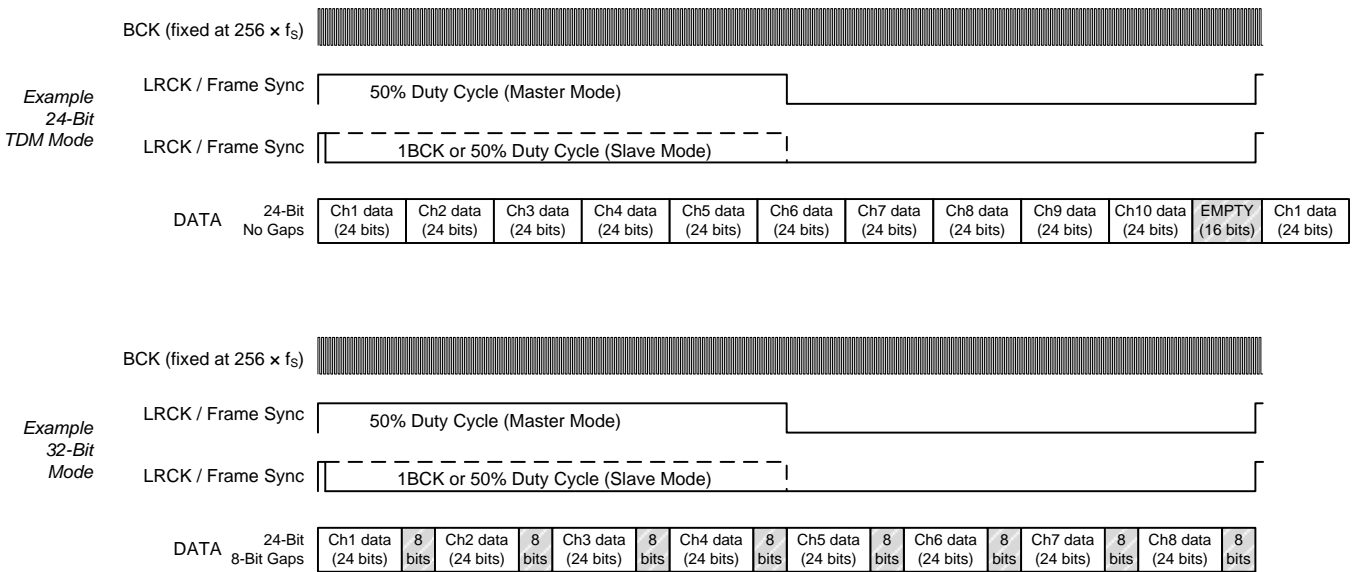 BCK (fixed at 256 × fS)
Example
24-Bit
TDM Mode
LRCK / Frame Sync
50% Duty Cycle (Master Mode)
LRCK / Frame Sync
1BCK or 50% Duty Cycle (Slave Mode)
DATA
24-Bit
No Gaps
Ch1 data
(24 bits)
Ch2 data
(24 bits)
Ch3 data
(24 bits)
Ch4 data
(24 bits)
Ch5 data
(24 bits)
Ch6 data
(24 bits)
Ch7 data
(24 bits)
Ch8 data
(24 bits)
Ch9 data
(24 bits)
Ch10 data
(24 bits)
EMPTY
(16 bits)
Ch1 data
(24 bits)
BCK (fixed at 256 × fS)
Example
32-Bit
Mode
LRCK / Frame Sync
50% Duty Cycle (Master Mode)
LRCK / Frame Sync
1BCK or 50% Duty Cycle (Slave Mode)
DATA
24-Bit
8-Bit Gaps
Ch1 data
(24 bits)
8
bits
Ch2 data
(24 bits)
8
bits
Ch3 data
(24 bits)
8
bits
Ch4 data
(24 bits)
8
bits
Ch5 data
(24 bits)
8
bits
Ch6 data
(24 bits)
8
bits
Ch7 data
(24 bits)
8
bits
Ch8 data
(24 bits)
8
bits